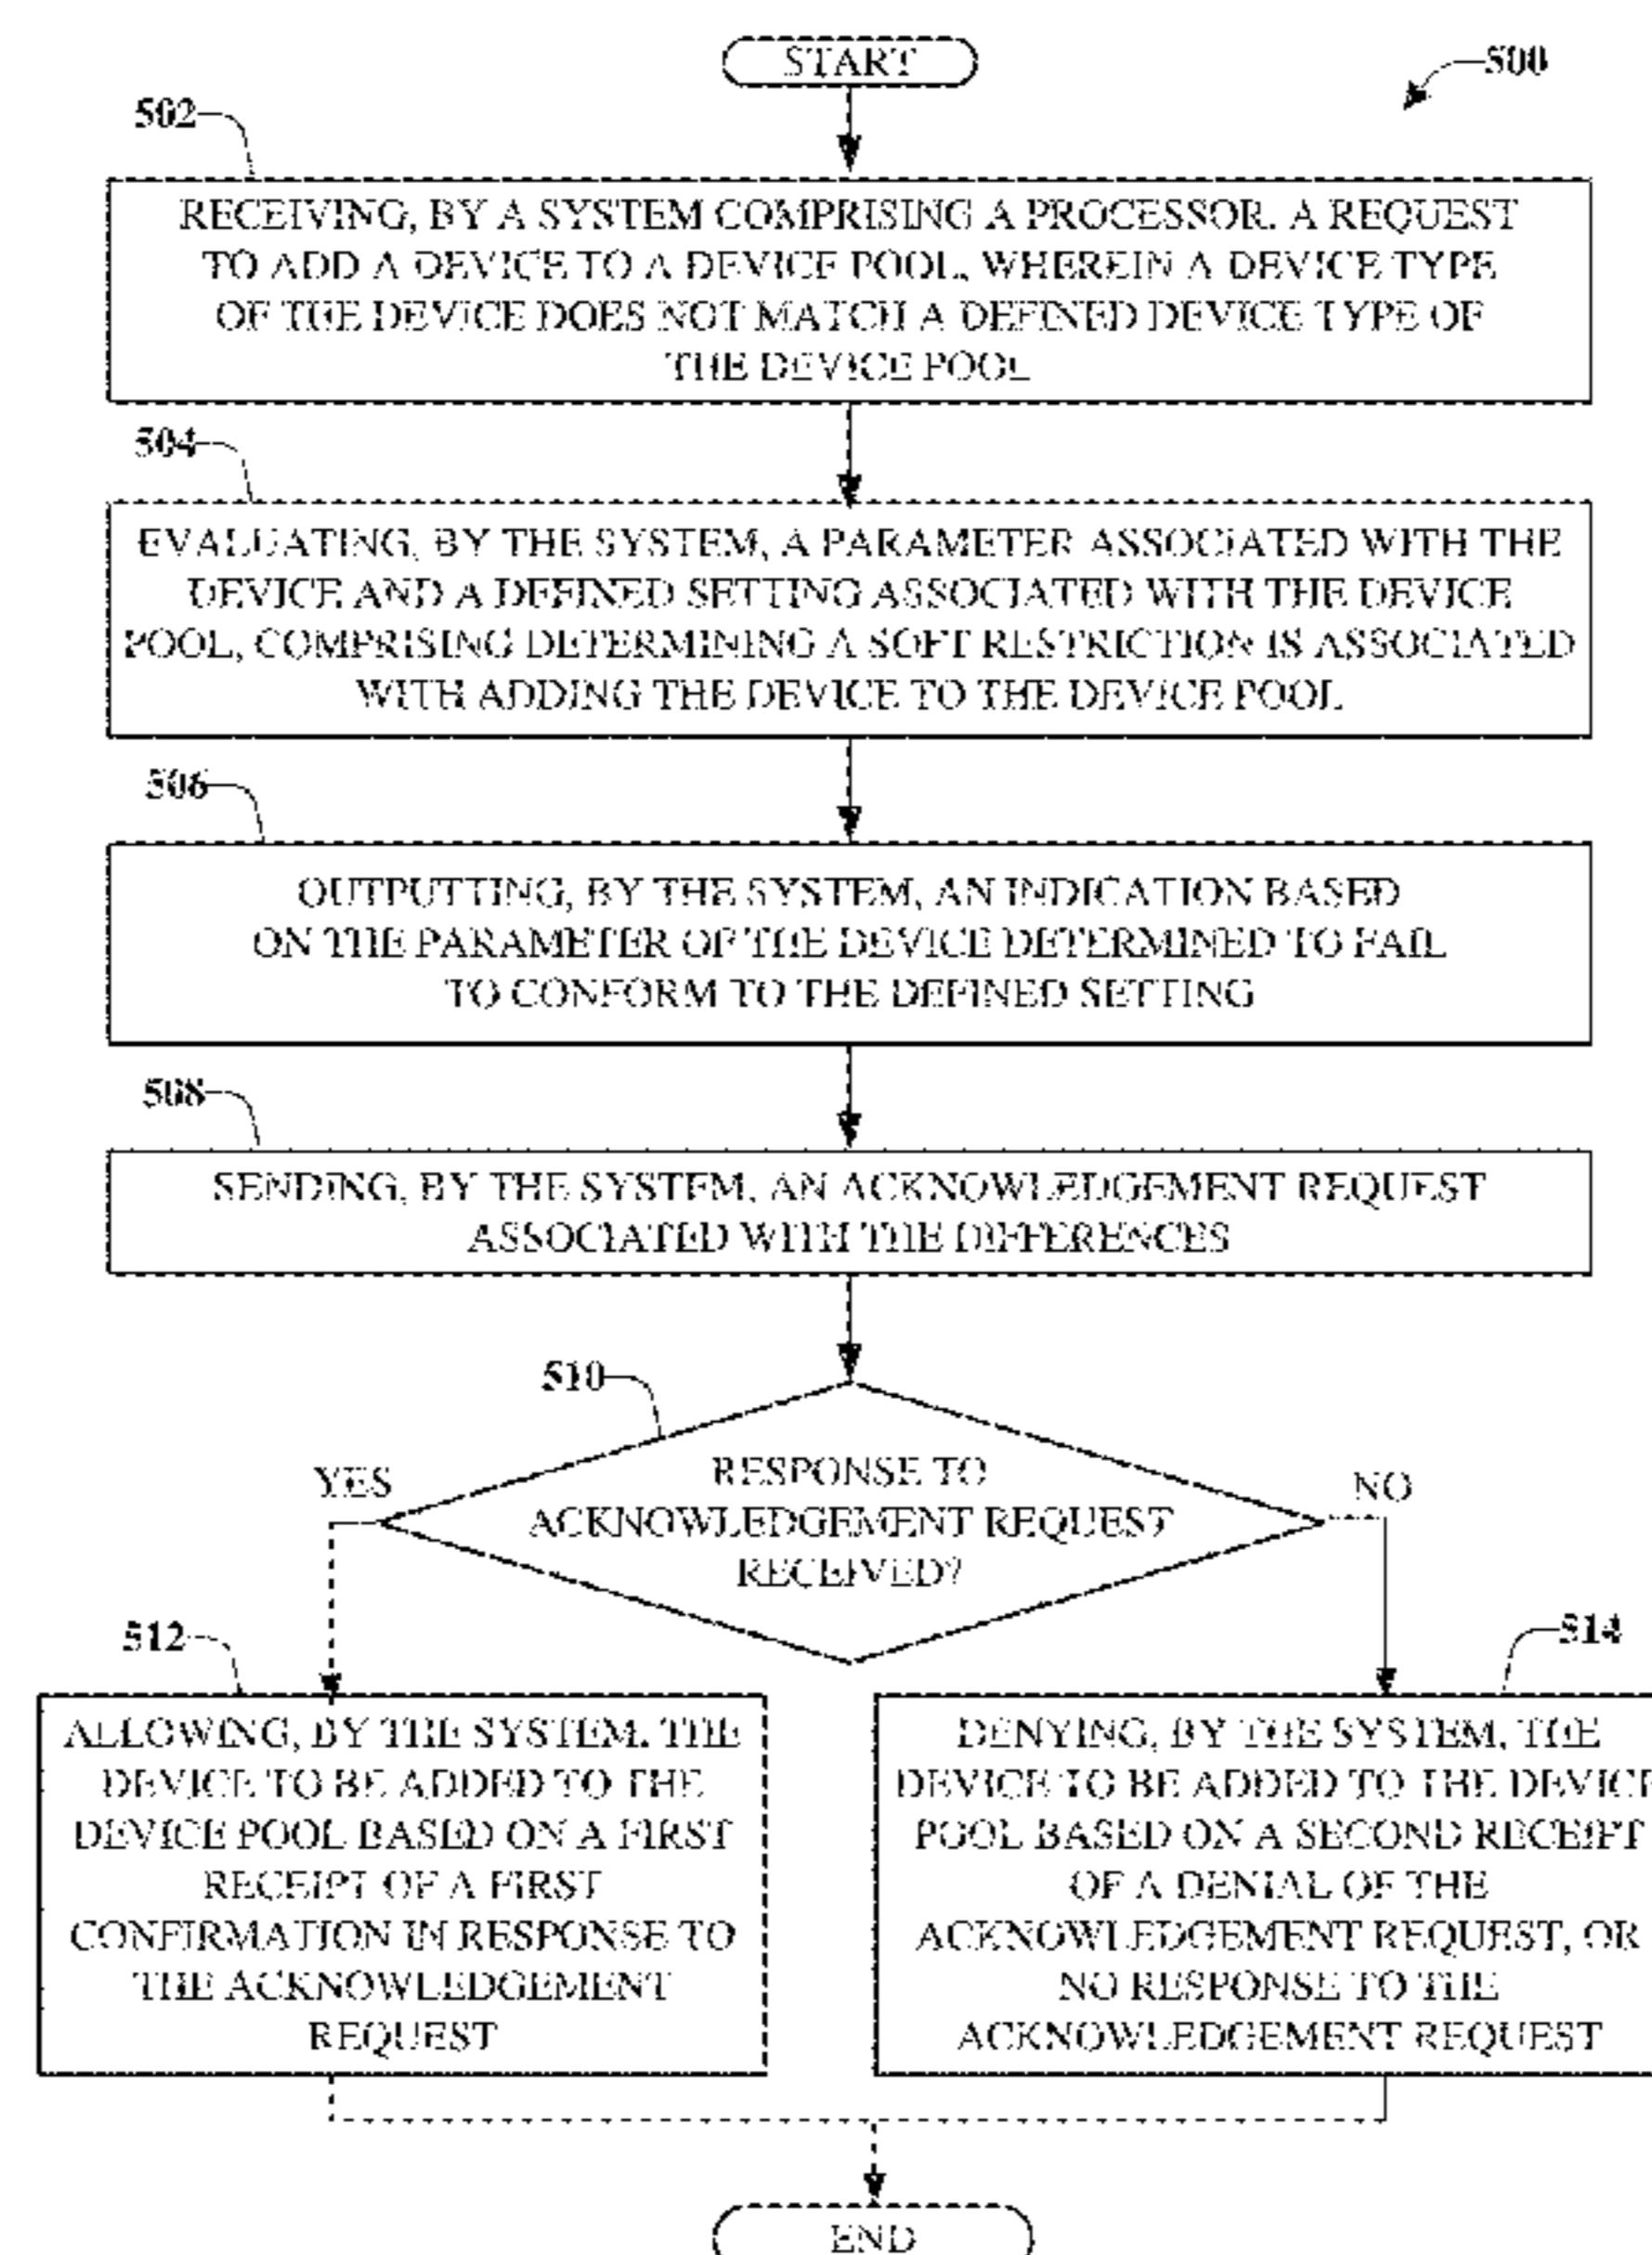 START
500
502
RECEIVING, BY A SYSTEM COMPRISING A PROCESSOR, A REQUEST
TO ADD A DEVICE TO A DEVICE POOL, WHEREIN A DEVICE TYPE
OF THE DEVICE DOES NOT MATCH A DEFINED DEVICE TYPE OF
THE DEVICE POOL
504
EVALUATING, BY THE SYSTEM, A PARAMETER ASSOCIATED WITH THE
DEVICE AND A DEFINED SETTING ASSOCIATED WITH THE DEVICE
POOL, COMPRISING DETERMINING A SOFT RESTRICTION IS ASSOCIATED
WITH ADDING THE DEVICE TO THE DEVICE POOL
506
OUTPUTTING, BY THE SYSTEM, AN INDICATION BASED
ON THE PARAMETER OF THE DEVICE DETERMINED TO FAIL
TO CONFORM TO THE DEFINED SETTING
508
SENDING, BY THE SYSTEM, AN ACKNOWLEDGEMENT REQUEST
ASSOCIATED WITH THE DIFFERENCES
510
YES
RESPONSE TO
ACKNOWLEDGEMENT REQUEST
RECEIVED?
NO
512
ALLOWING, BY THE SYSTEM, THE
DEVICE TO BE ADDED TO THE
DEVICE POOL BASED ON A FIRST
RECEIPT OF A FIRST
CONFIRMATION IN RESPONSE TO
THE ACKNOWLEDGEMENT
REQUEST
514
DENYING, BY THE SYSTEM, THE
DEVICE TO BE ADDED TO THE DEVICE
POOL BASED ON A SECOND RECEIPT
OF A DENIAL OF THE
ACKNOWLEDGEMENT REQUEST, OR
NO RESPONSE TO THE
ACKNOWLEDGEMENT REQUEST
END